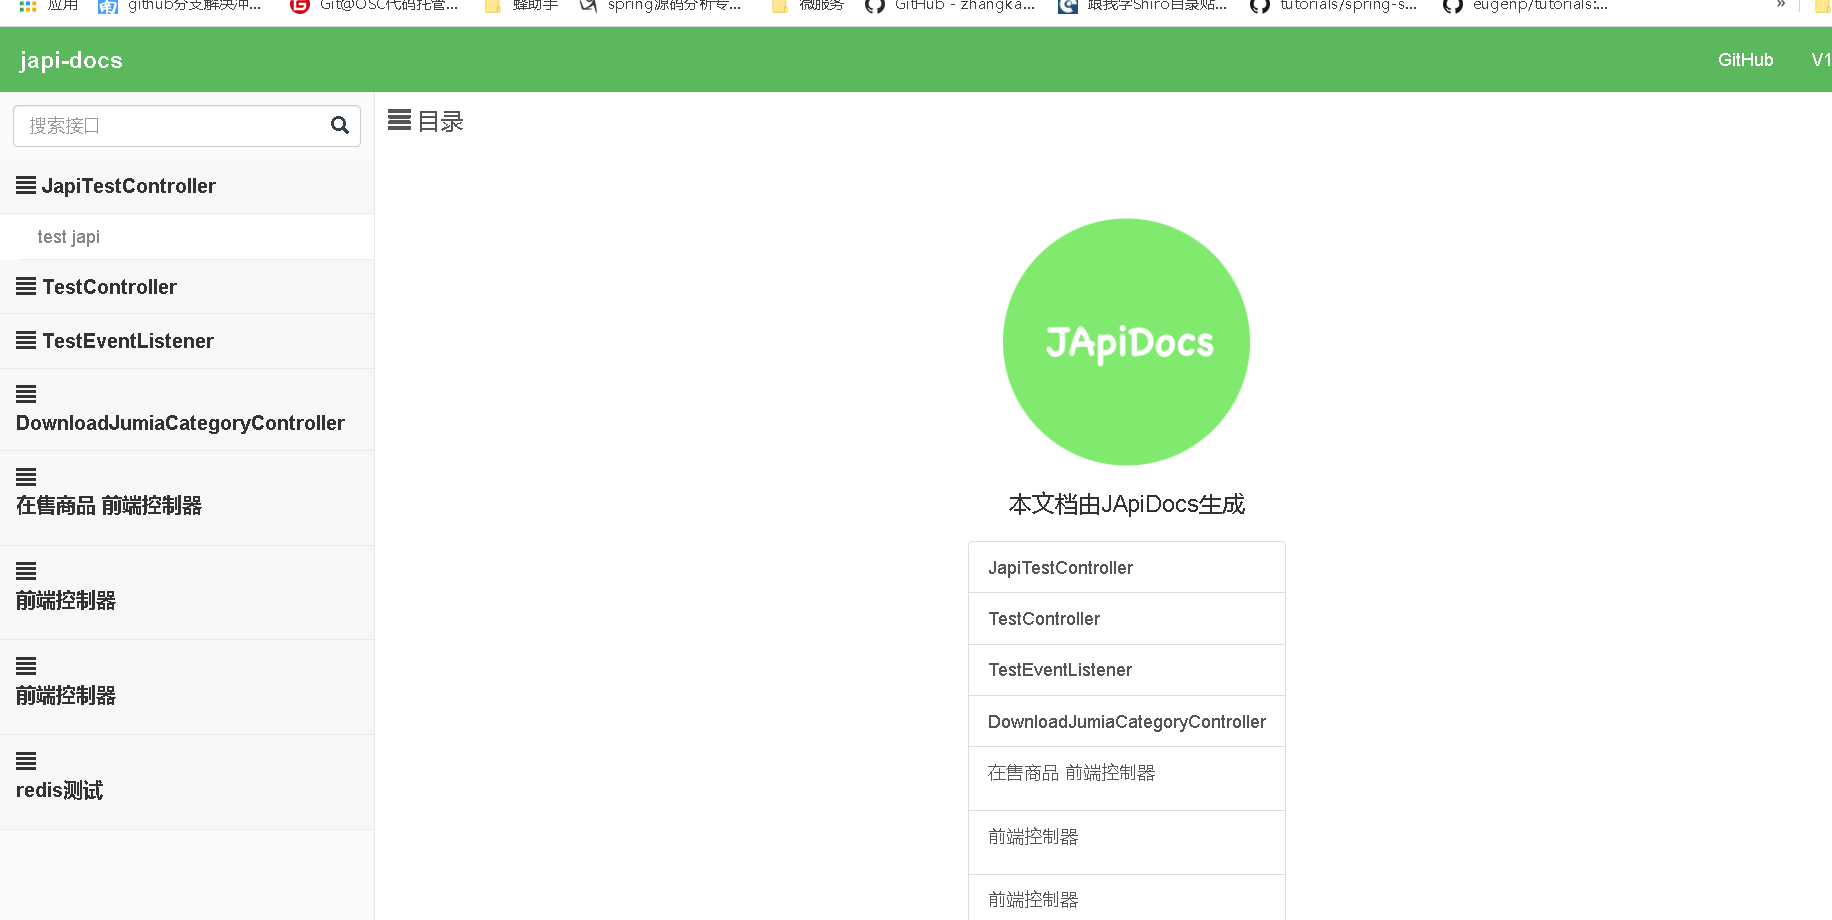 应用
github分支解决冲...
Git@OSC代码托管...
蜂助手
spring源码分析专...
微服务
GitHub - zhangka...
跟我学Shiro目录贴...
tutorials/spring-s...
eugenp/tutorials:...
»
japi-docs
GitHub
V1
搜索接口
目录
JapiTestController
test japi
TestController
TestEventListener
DownloadJumiaCategoryController
在售商品 前端控制器
前端控制器
前端控制器
redis测试
JApiDocs
本文档由JApiDocs生成
JapiTestController
TestController
TestEventListener
DownloadJumiaCategoryController
在售商品 前端控制器
前端控制器
前端控制器